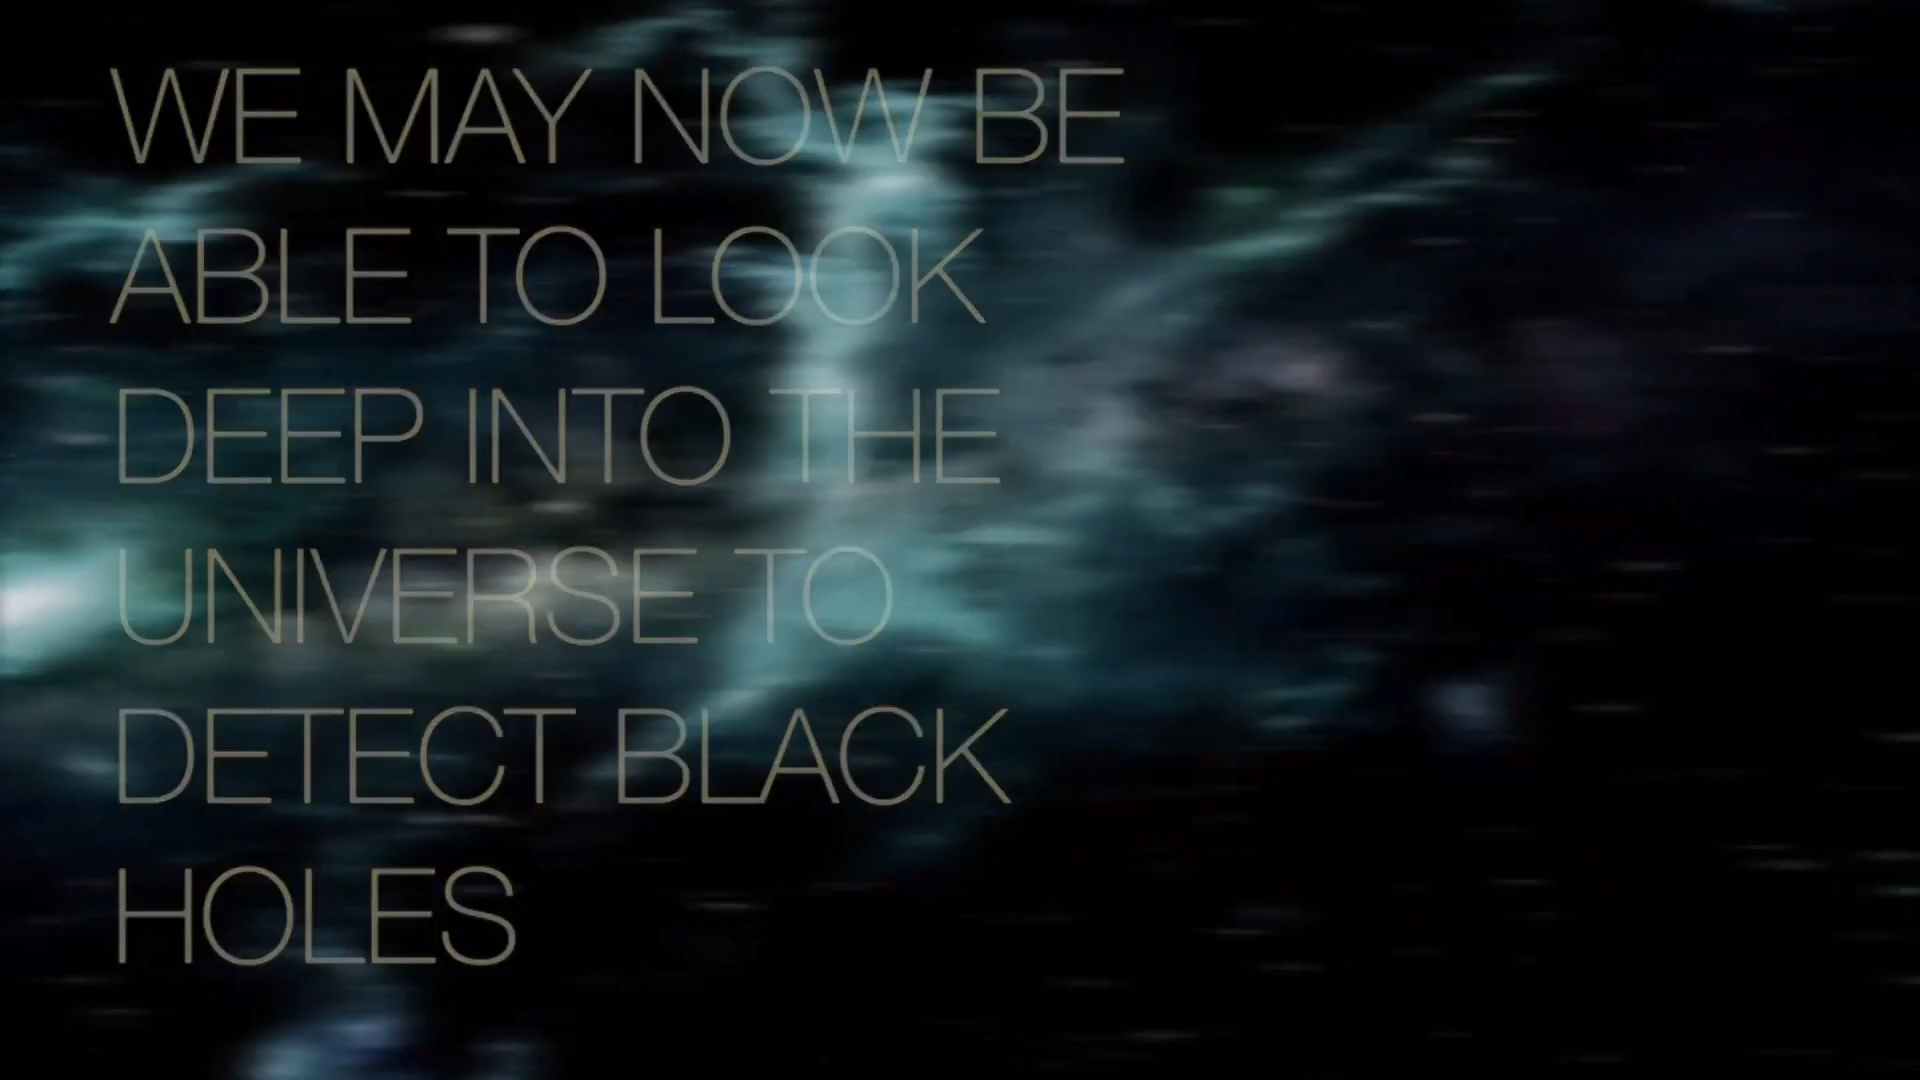 WE MAY NOW BE
ABLE TO LOOK
DEEP INTO THE
UNIVERSE TO
DETECT BLACK
HOLES